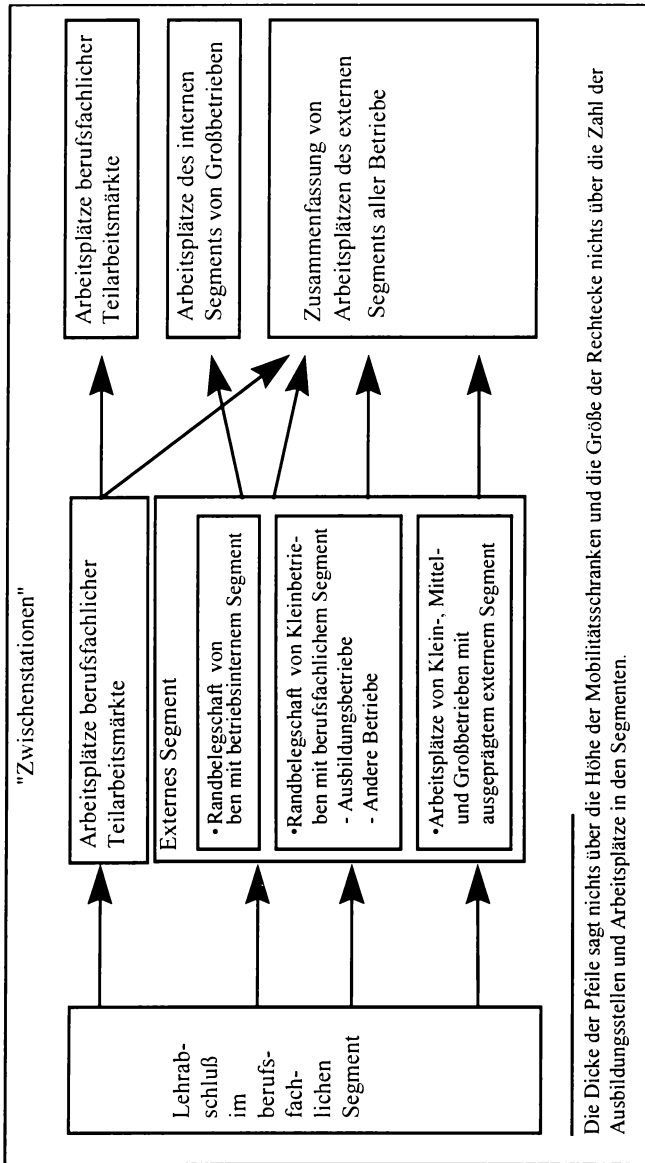 "Zwischenstationen"
Lehrab-
schluß
im
berufs-
fach-
lichen
Segment
Arbeitsplätze berufsfachlicher
Teilarbeitsmärkte
Externes Segment
•Randbelegschaft von
ben mit betriebsinternem Segment
•Randbelegschaft von Kleinbetrie-
ben mit berufsfachlichem Segment
- Ausbildungsbetriebe
- Andere Betriebe
•Arbeitsplätze von Klein-, Mittel-
und Großbetrieben mit
ausgeprägtem externem Segment
Arbeitsplätze berufsfachlicher
Teilarbeitsmärkte
Arbeitsplätze des internen
Segments von Großbetrieben
Zusammenfassung von
Arbeitsplätzen des externen
Segments aller Betriebe
Die Dicke der Pfeile sagt nichts über die Höhe der Mobilitätsschranken und die Größe der Rechtecke nichts über die Zahl der
Ausbildungsstellen und Arbeitsplätze in den Segmenten.